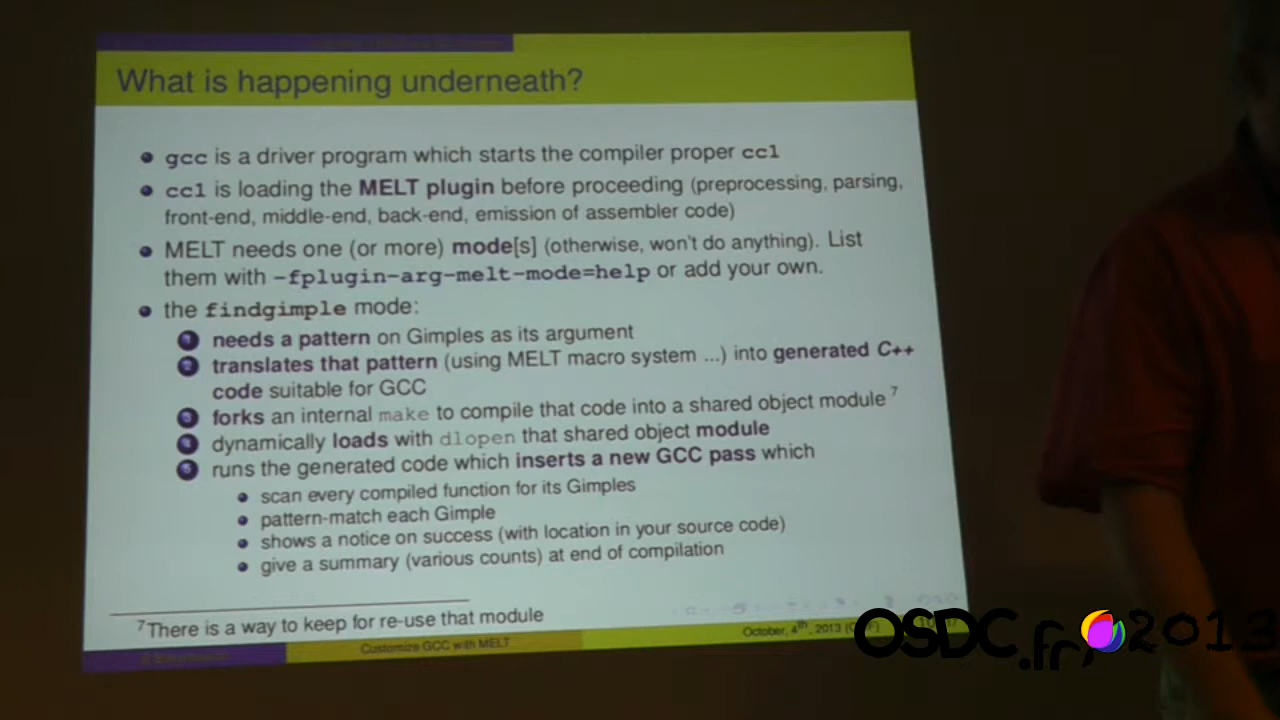 What is happening underneath?
gcc is a driver program which starts the compiler proper cc1
cc1 is loading the MELT plugin before proceeding (preprocessing, parsing,
front-end, middle-end, back-end, emission of assembler code)
MELT needs one (or more) mode[s] (otherwise, won't do anything). List
them with -fplugin-arg-melt-mode=help or add your own.
the findgimple mode:
1 needs a pattern on Gimples as its argument
2 translates that pattern (using MELT macro system ...) into generated C++
code suitable for GCC
3 forks an internal make to compile that code into a shared object module 7
4 dynamically loads with dlopen that shared object module
5 runs the generated code which inserts a new GCC pass which
scan every compiled function for its Gimples
pattern-match each Gimple
shows a notice on success (with location in your source code)
give a summary (various counts) at end of compilation
7 There is a way to keep for re-use that module
Customize GCC with MELT
October, 4th, 2013
OSDC.fr 2013